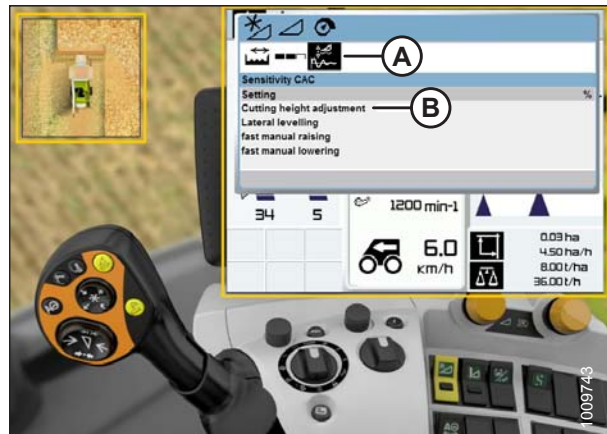 A
Sensitivity CAC
Setting %
Cutting height adjustment
B
Lateral levelling
fast manual raising
fast manual lowering
34 5
1200 min-1
6.0
km/h
0.03 ha
4.50 ha/h
8.00 t/ha
36.00 t/h
1009743